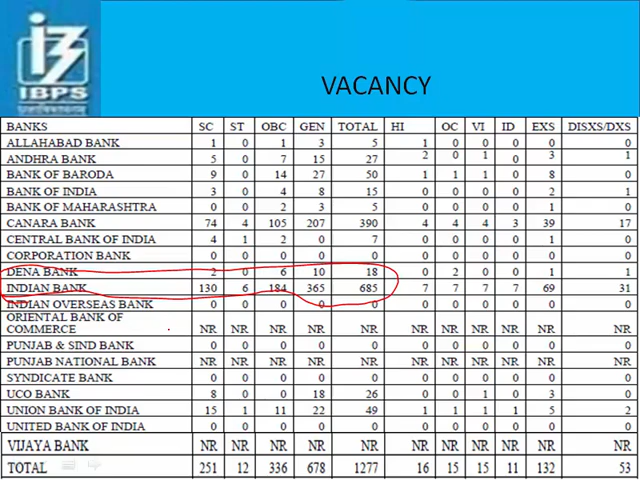 IBPS
VACANCY
BANKS SC ST OBC GEN TOTAL HI OC VI ID EXS DISXS/DXS
ALLAHABAD BANK 1 0 1 3 5 1 0 0 0 0 0
ANDHRA BANK 5 0 7 15 27 2 0 1 0 3 1
BANK OF BARODA 9 0 14 27 50 1 1 1 0 8 0
BANK OF INDIA 3 0 4 8 15 0 0 0 0 2 1
BANK OF MAHARASHTRA 0 0 2 3 5 0 0 0 0 1 0
CANARA BANK 74 4 105 207 390 4 4 4 3 39 17
CENTRAL BANK OF INDIA 4 1 2 0 7 0 0 0 0 1 0
CORPORATION BANK 0 0 0 0 0 0 0 0 0 0 0
DENA BANK 2 0 6 10 18 0 2 0 0 1 1
INDIAN BANK 130 6 184 365 685 7 7 7 7 69 31
INDIAN OVERSEAS BANK 0 0 0 0 0 0 0 0 0 0 0
ORIENTAL BANK OF
COMMERCE NR NR NR NR NR NR NR NR NR NR NR
PUNJAB & SIND BANK 0 0 0 0 0 0 0 0 0 0 0
PUNJAB NATIONAL BANK NR NR NR NR NR NR NR NR NR NR NR
SYNDICATE BANK 0 0 0 0 0 0 0 0 0 0 0
UCO BANK 8 0 0 18 26 0 0 1 0 3 0
UNION BANK OF INDIA 15 1 11 22 49 1 1 1 1 5 2
UNITED BANK OF INDIA 0 0 0 0 0 0 0 0 0 0 0
VIJAYA BANK NR NR NR NR NR NR NR NR NR NR NR
TOTAL 251 12 336 678 1277 16 15 15 11 132 53